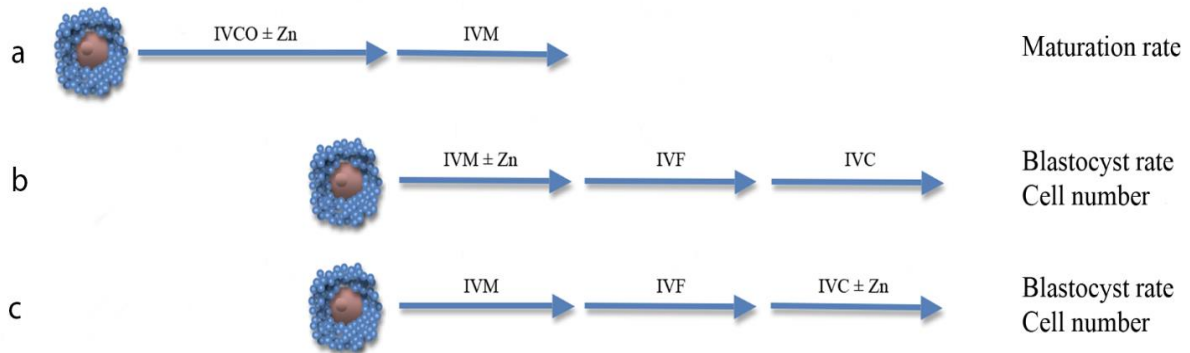 a
IVCO ± Zn
IVM
Maturation rate
b
IVM ± Zn
IVF
IVC
Blastocyst rate
Cell number
c
IVM
IVF
IVC ± Zn
Blastocyst rate
Cell number